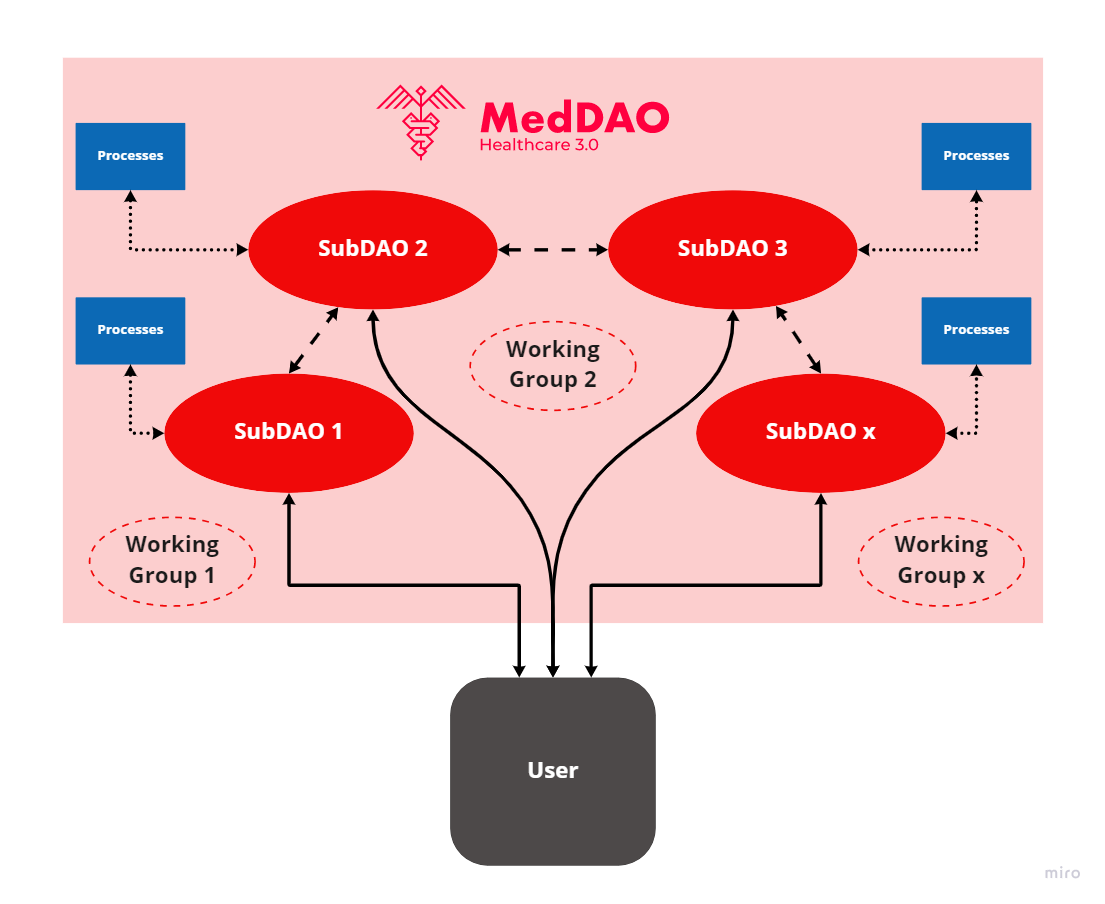 MedDAO
Healthcare 3.0
Processes
Processes
SubDAO 2
SubDAO 3
Processes
Processes
Working
Group 2
SubDAO 1
SubDAO x
Working
Group 1
Working
Group x
User
miro